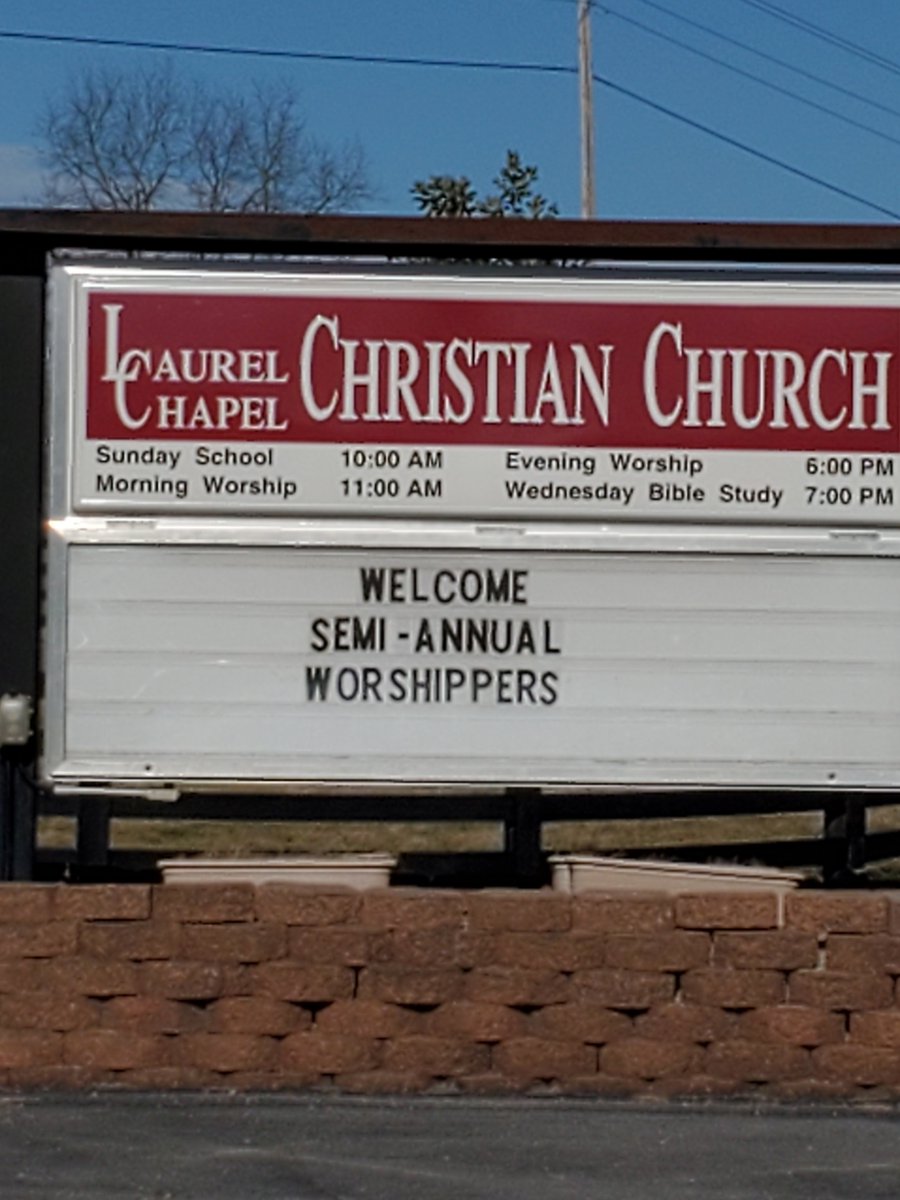 LAUREL CHAPEL CHRISTIAN CHURCH
Sunday School 10:00 AM Evening Worship 6:00 PM
Morning Worship 11:00 AM Wednesday Bible Study 7:00 PM
WELCOME
SEMI-ANNUAL
WORSHIPPERS